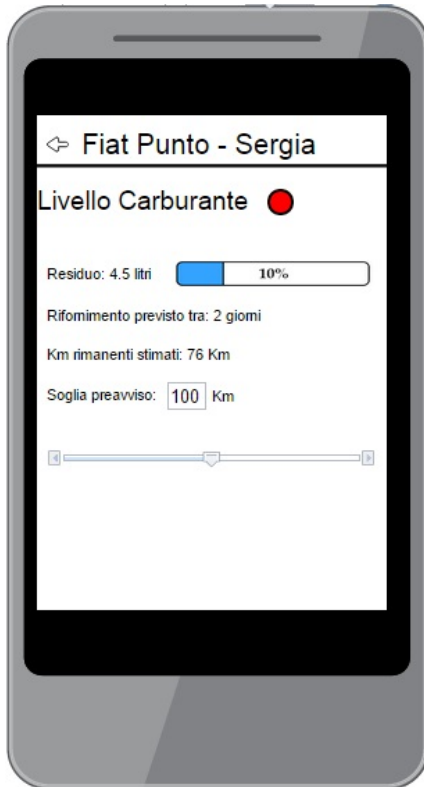 Fiat Punto - Sergia
Livello Carburante
Residuo: 4.5 litri 10%
Rifornimento previsto tra: 2 giorni
Km rimanenti stimati: 76 Km
Soglia preavviso: 100 Km